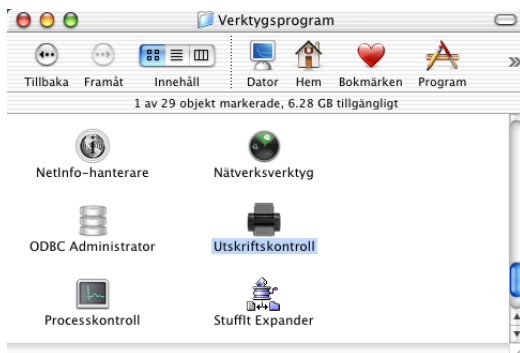 Verktygsprogram
Tillbaka Framåt Innehåll Dator Hem Bokmärken Program
1 av 29 objekt markerade, 6.28 GB tillgängligt
NetInfo-hanterare Nätverksverktyg
ODBC Administrator Utskriftskontroll
Processkontroll StuffIt Expander